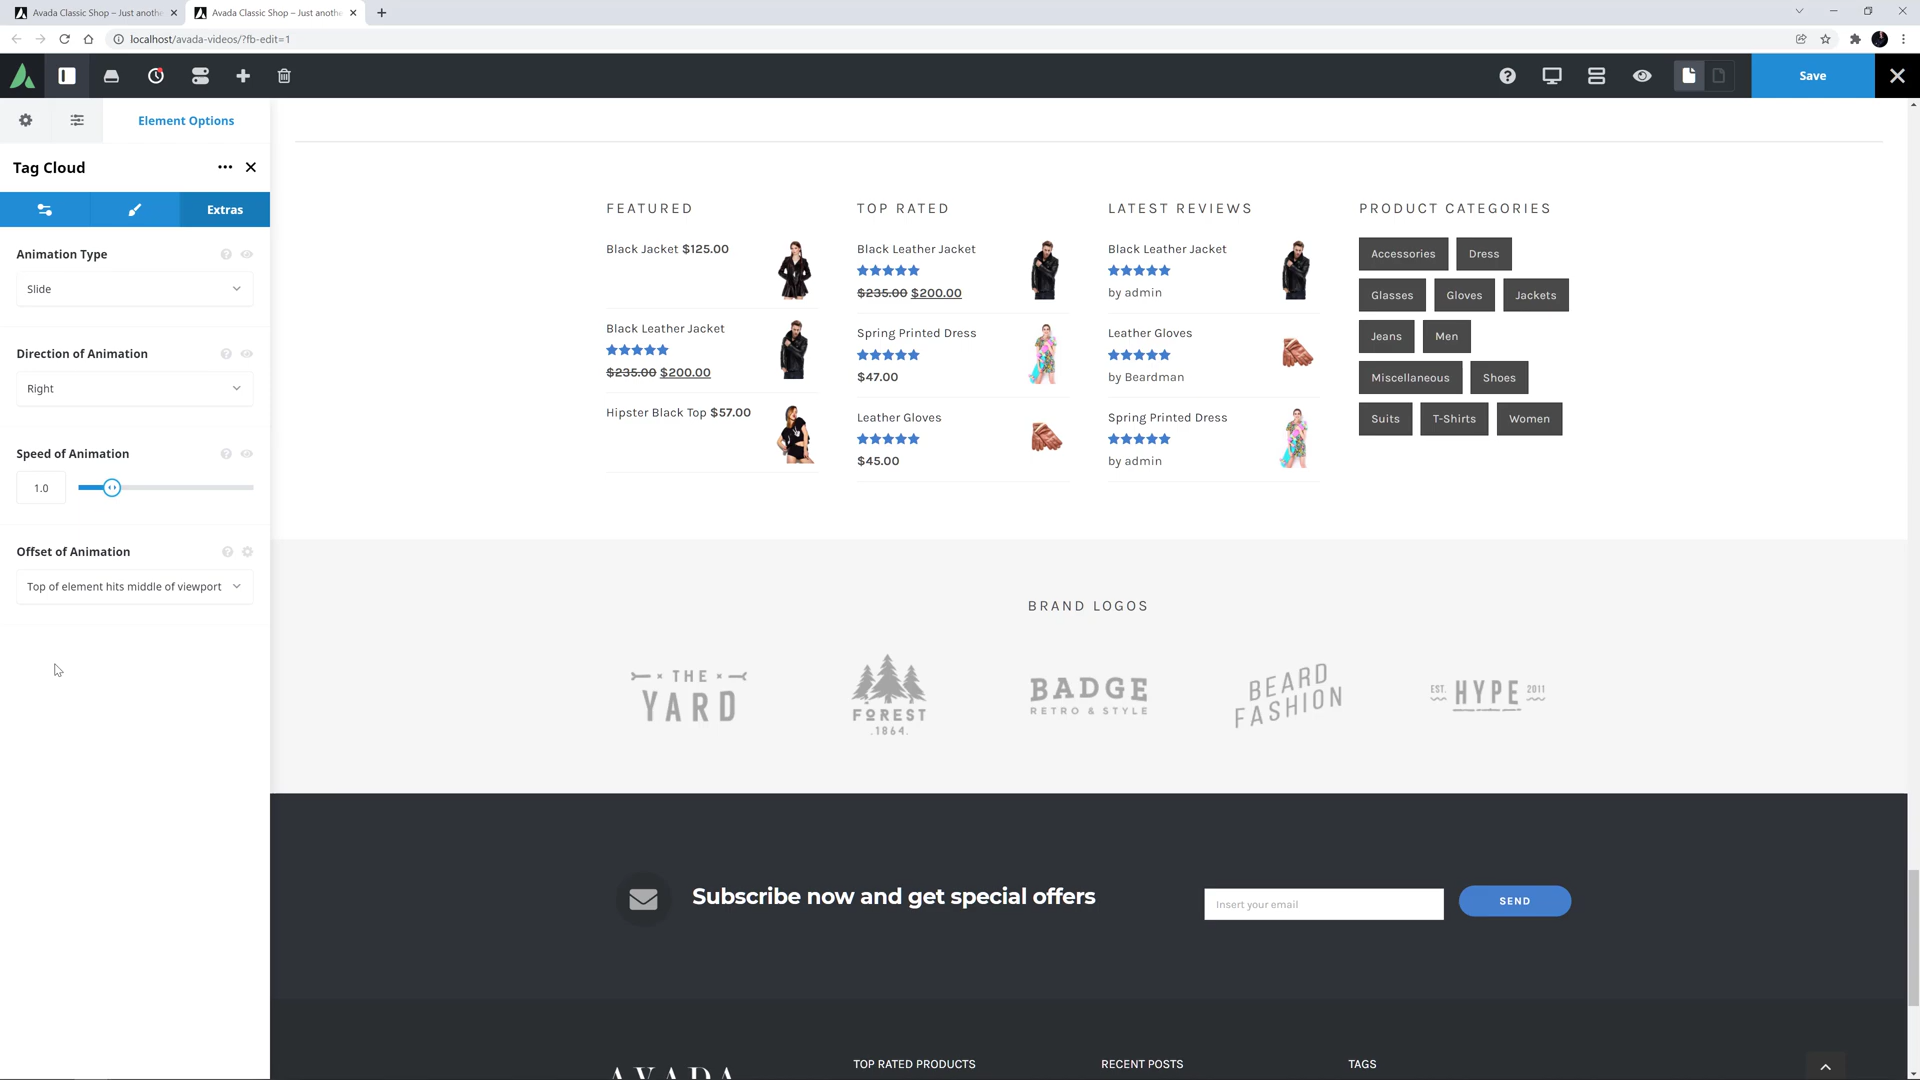 Avada Classic Shop – Just anothe
Avada Classic Shop – Just anothe
localhost/avada-videos/?fb-edit=1
Save
Element Options
Tag Cloud
Extras
Animation Type
Slide
Direction of Animation
Right
Speed of Animation
1.0
Offset of Animation
Top of element hits middle of viewport
FEATURED
Black Jacket $125.00
Black Leather Jacket
$235.00 $200.00
Hipster Black Top $57.00
TOP RATED
Black Leather Jacket
$235.00 $200.00
Spring Printed Dress
$47.00
Leather Gloves
$45.00
LATEST REVIEWS
Black Leather Jacket
by admin
Leather Gloves
by Beardman
Spring Printed Dress
by admin
PRODUCT CATEGORIES
Accessories Dress
Glasses Gloves Jackets
Jeans Men
Miscellaneous Shoes
Suits T-Shirts Women
BRAND LOGOS
THE
YARD
FOREST
.1864.
BADGE
RETRO & STYLE
BEARD
FASHION
EST. HYPE 2011
Subscribe now and get special offers
Insert your email
SEND
AVADA
TOP RATED PRODUCTS
RECENT POSTS
TAGS